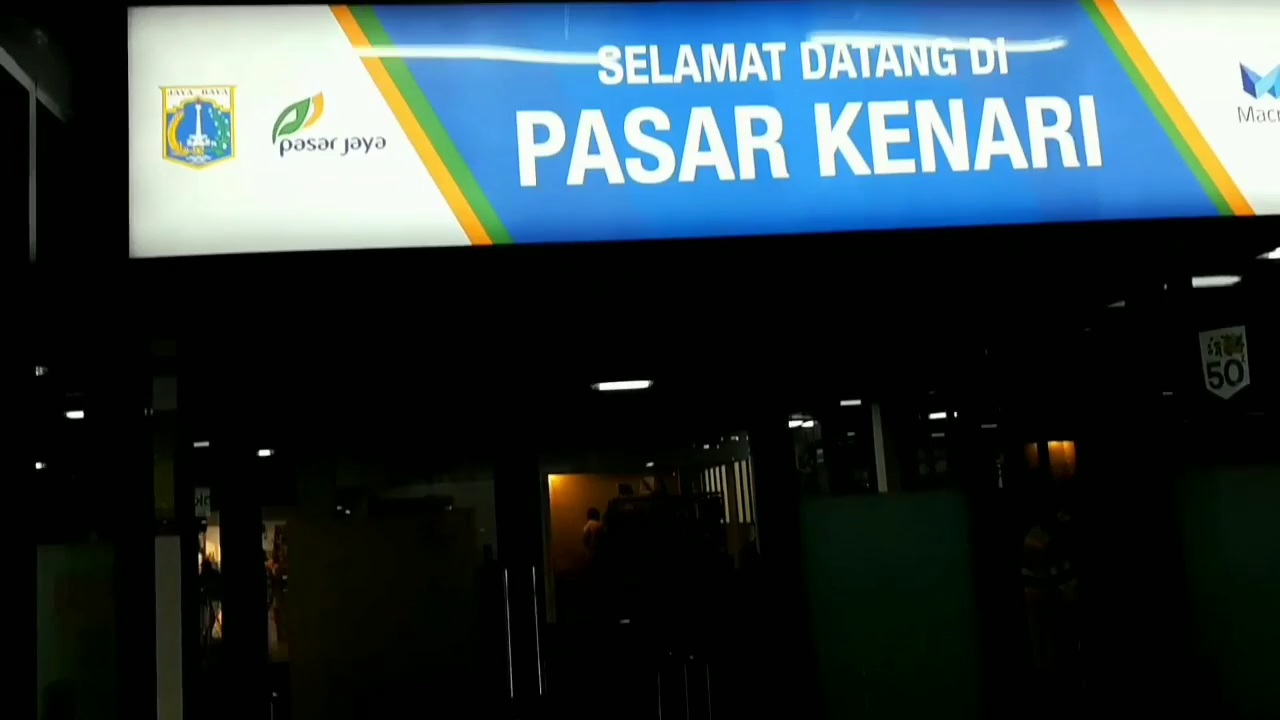 SELAMAT DATANG DI
PASAR KENARI
JAYA RAYA
pasar jaya
50